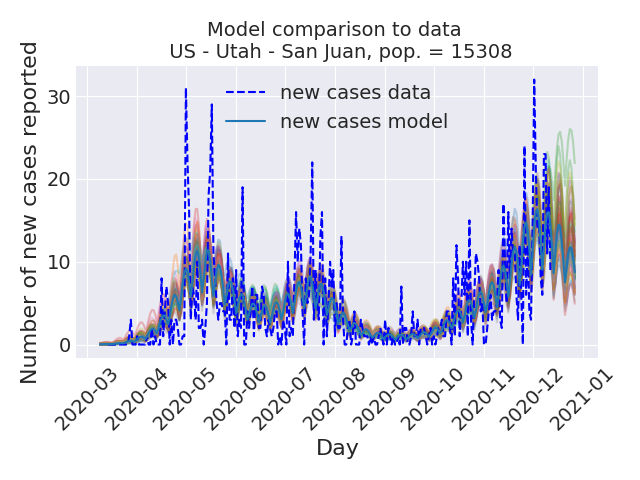 Model comparison to data
US - Utah - San Juan, pop. = 15308
Number of new cases reported
30
20
10
0
new cases data
new cases model
2020-03
2020-04
2020-05
2020-06
2020-07
2020-08
2020-09
2020-10
2020-11
2020-12
2021-01
Day